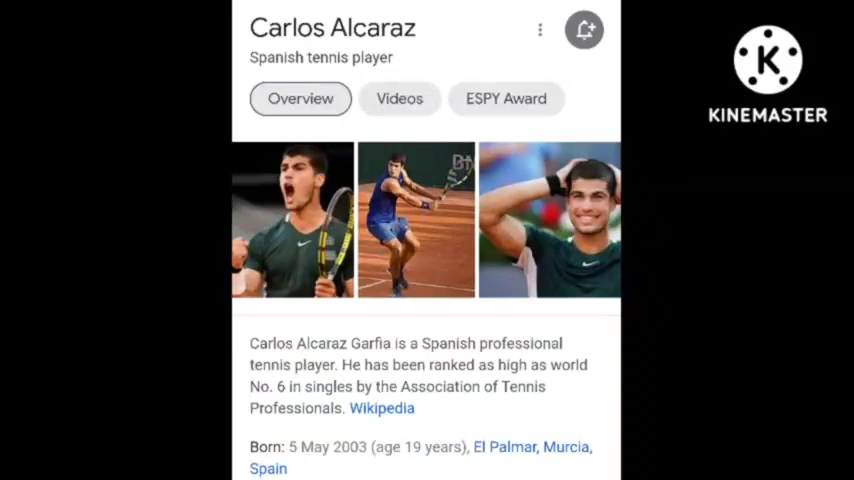 Carlos Alcaraz
Spanish tennis player
Overview
Videos
ESPY Award
K
KINEMASTER
BN
Carlos Alcaraz Garfia is a Spanish professional
tennis player. He has been ranked as high as world
No. 6 in singles by the Association of Tennis
Professionals. Wikipedia
Born: 5 May 2003 (age 19 years), El Palmar, Murcia,
Spain